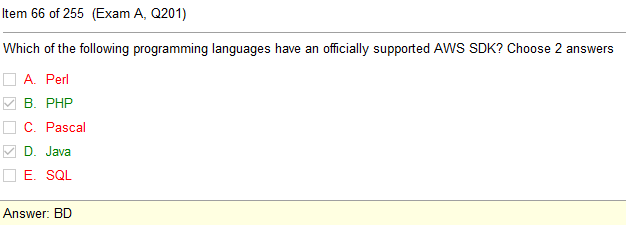 Item 66 of 255 (Exam A, Q201)
Which of the following programming languages have an officially supported AWS SDK? Choose 2 answers
A. Perl
B. PHP
C. Pascal
D. Java
E. SQL
Answer: BD